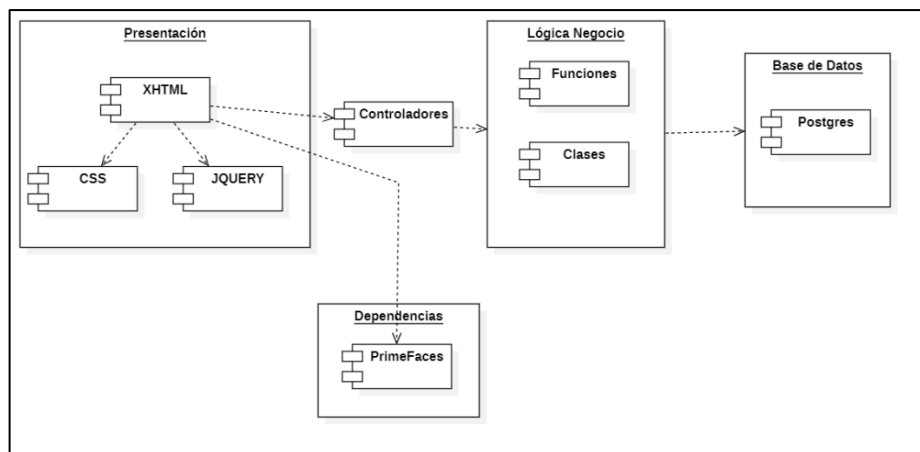 Presentación
XHTML
CSS
JQUERY
Controladores
Lógica Negocio
Funciones
Clases
Base de Datos
Postgres
Dependencias
PrimeFaces